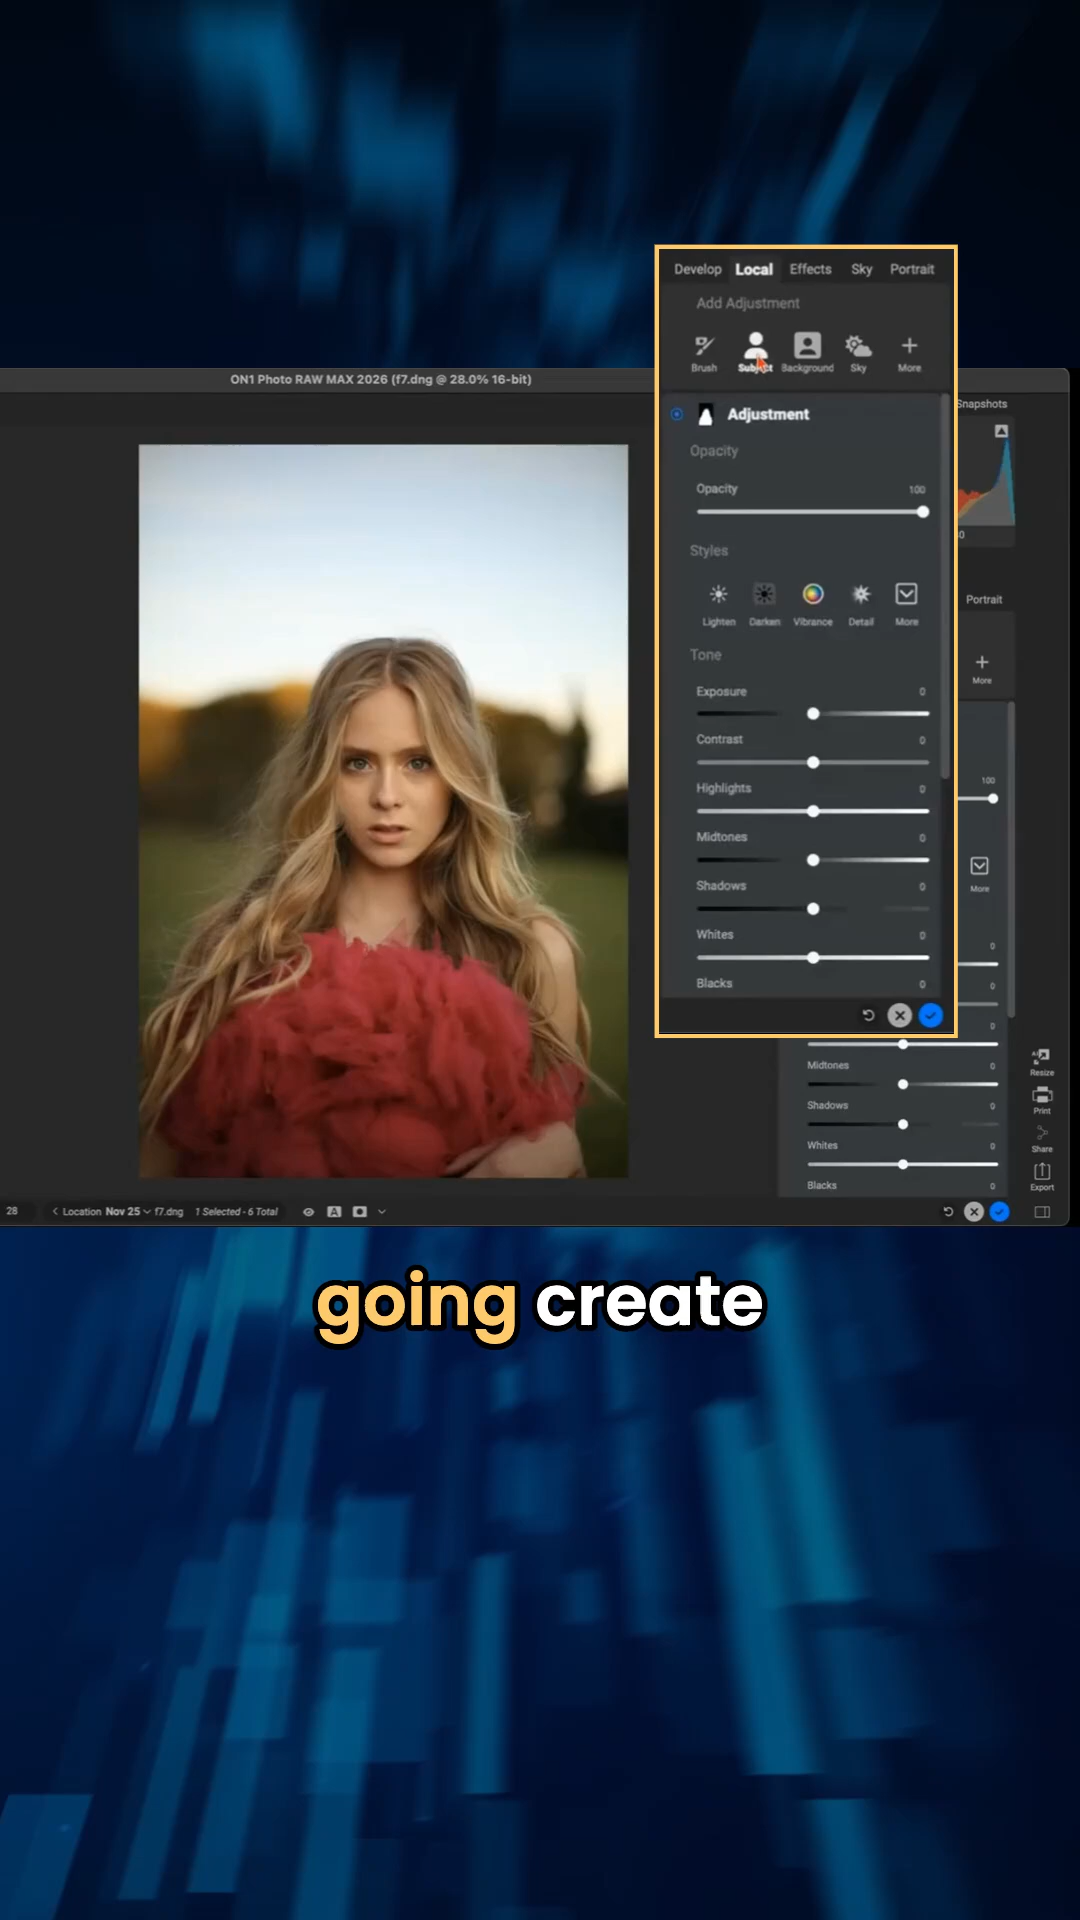 Develop Local Effects Sky Portrait
Add Adjustment
Brush Subject Background Sky More
ON1 Photo RAW MAX 2026 (f7.dng @ 28.0% 16-bit)
Snapshots
Adjustment
Opacity
Opacity 100
Styles
Lighten Darken Vibrance Detail More
Portrait
More
Tone
Exposure 0
Contrast 0
Highlights 0
Midtones 0
Shadows 0
Whites 0
Blacks 0
100
More
0
0
0
Midtones 0
Shadows 0
Whites 0
Blacks 0
Resize
Print
Share
Export
28 Location Nov 25 f7.dng 1 Selected - 6 Total A
going create